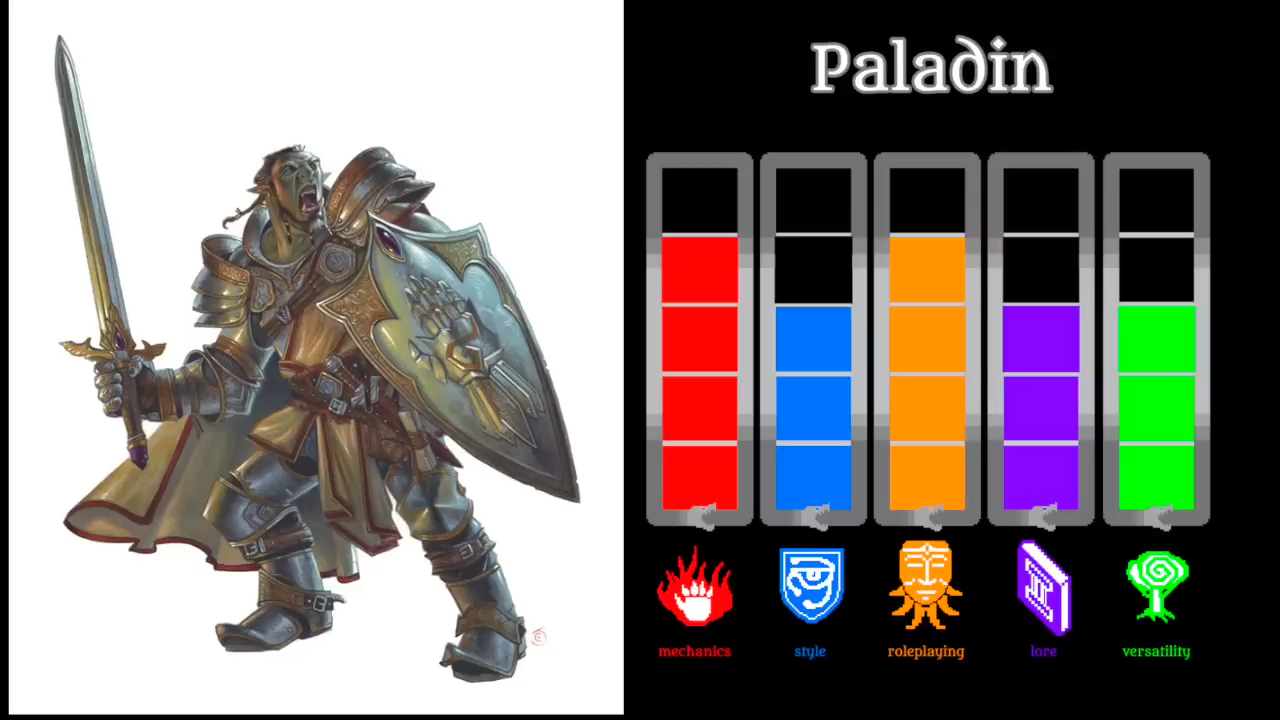 Paladin
mechanics
style
roleplaying
lore
versatility